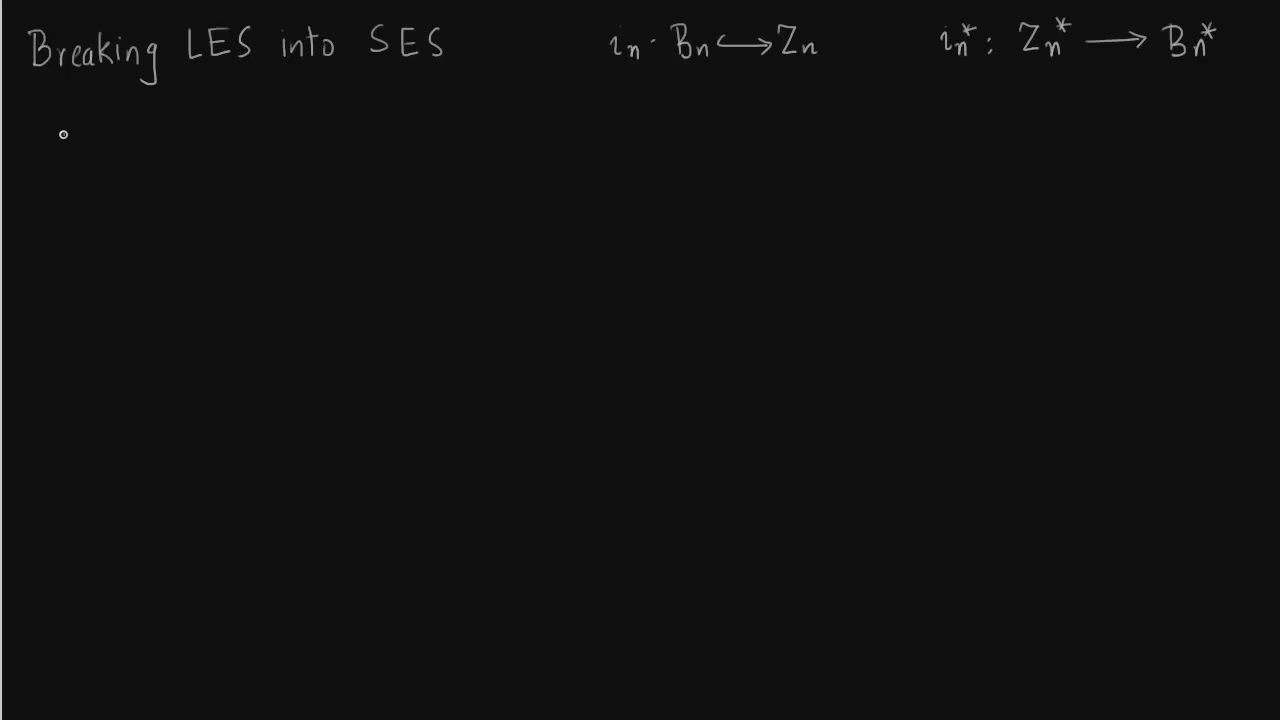 Breaking LES into SES iₙ · Bₙ ↪ Zₙ iₙ* : Zₙ* ⟶ Bₙ*